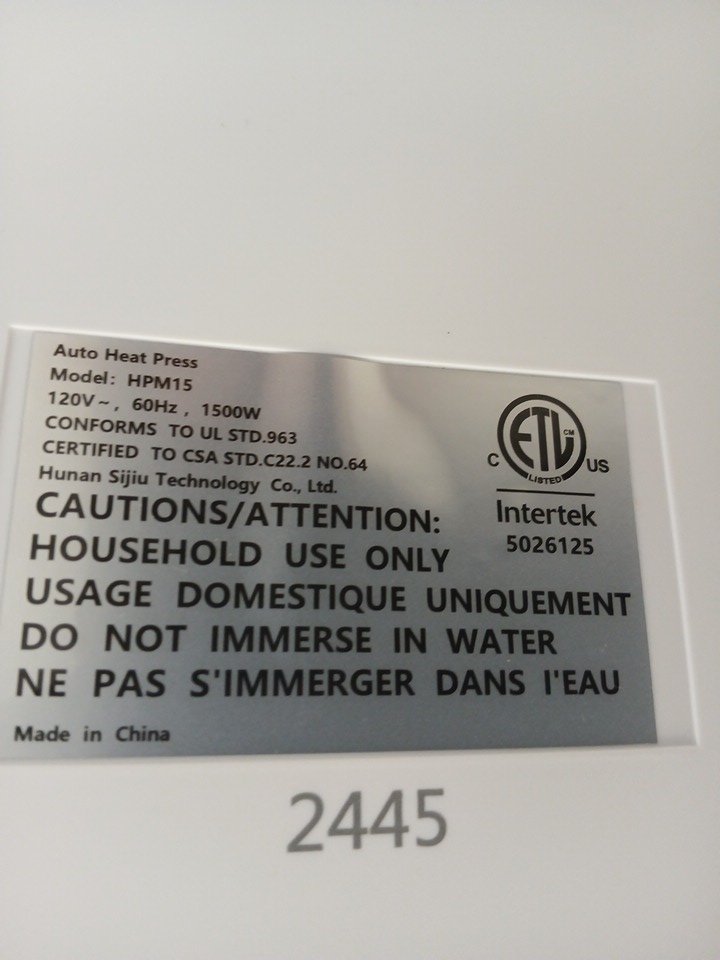 Auto Heat Press
Model: HPM15
120V~, 60Hz, 1500W
CONFORMS TO UL STD.963
CERTIFIED TO CSA STD.C22.2 NO.64
Hunan Sijiu Technology Co., Ltd.
CAUTIONS/ATTENTION:
HOUSEHOLD USE ONLY
USAGE DOMESTIQUE UNIQUEMENT
DO NOT IMMERSE IN WATER
NE PAS S'IMMERGER DANS l'EAU
Made in China
ETL CM
C US
LISTED
Intertek
5026125
2445